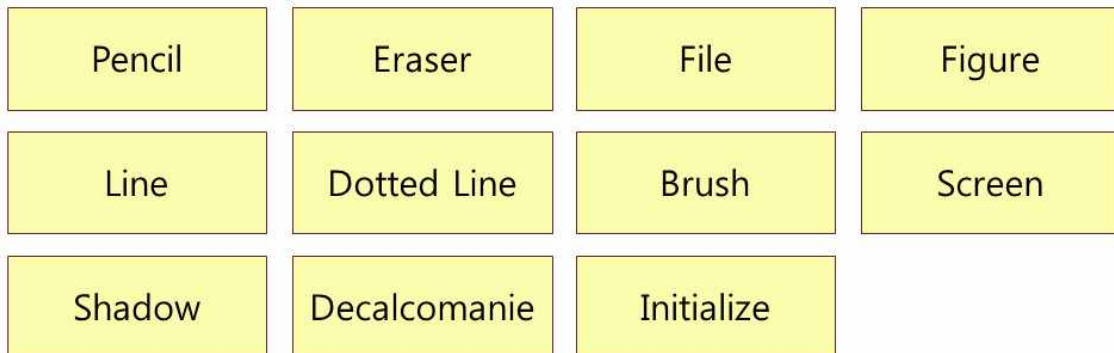 Pencil Eraser File Figure
Line Dotted Line Brush Screen
Shadow Decalcomanie Initialize